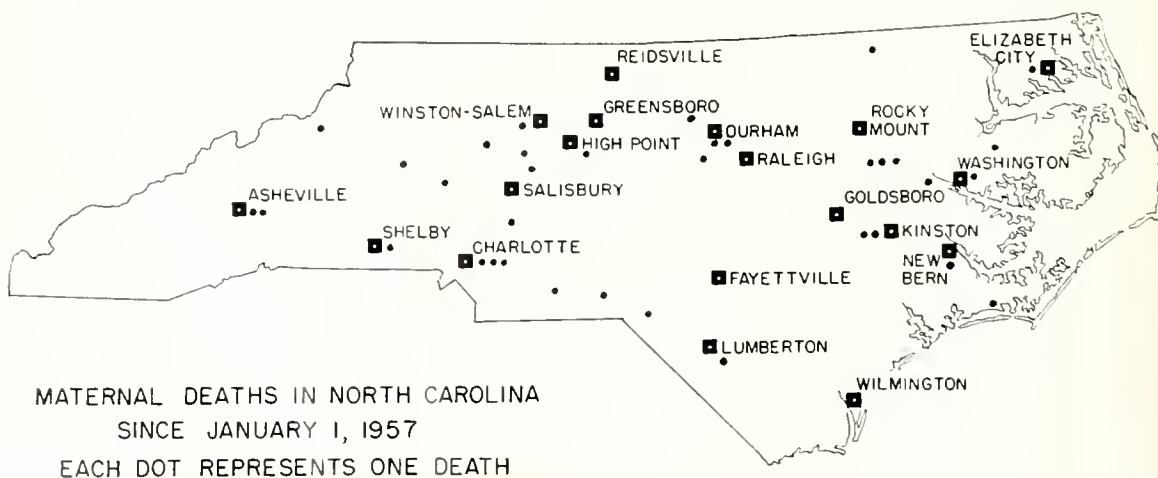 REIDSVILLE
ELIZABETH
CITY
WINSTON-SALEM
GREENSBORO
DURHAM
ROCKY
MOUNT
HIGH POINT
RALEIGH
WASHINGTON
ASHEVILLE
SALISBURY
GOLDSBORO
SHELBY
KINSTON
CHARLOTTE
NEW
BERN
FAYETTVILLE
LUMBERTON
WILMINGTON
MATERNAL DEATHS IN NORTH CAROLINA
SINCE JANUARY 1, 1957
EACH DOT REPRESENTS ONE DEATH